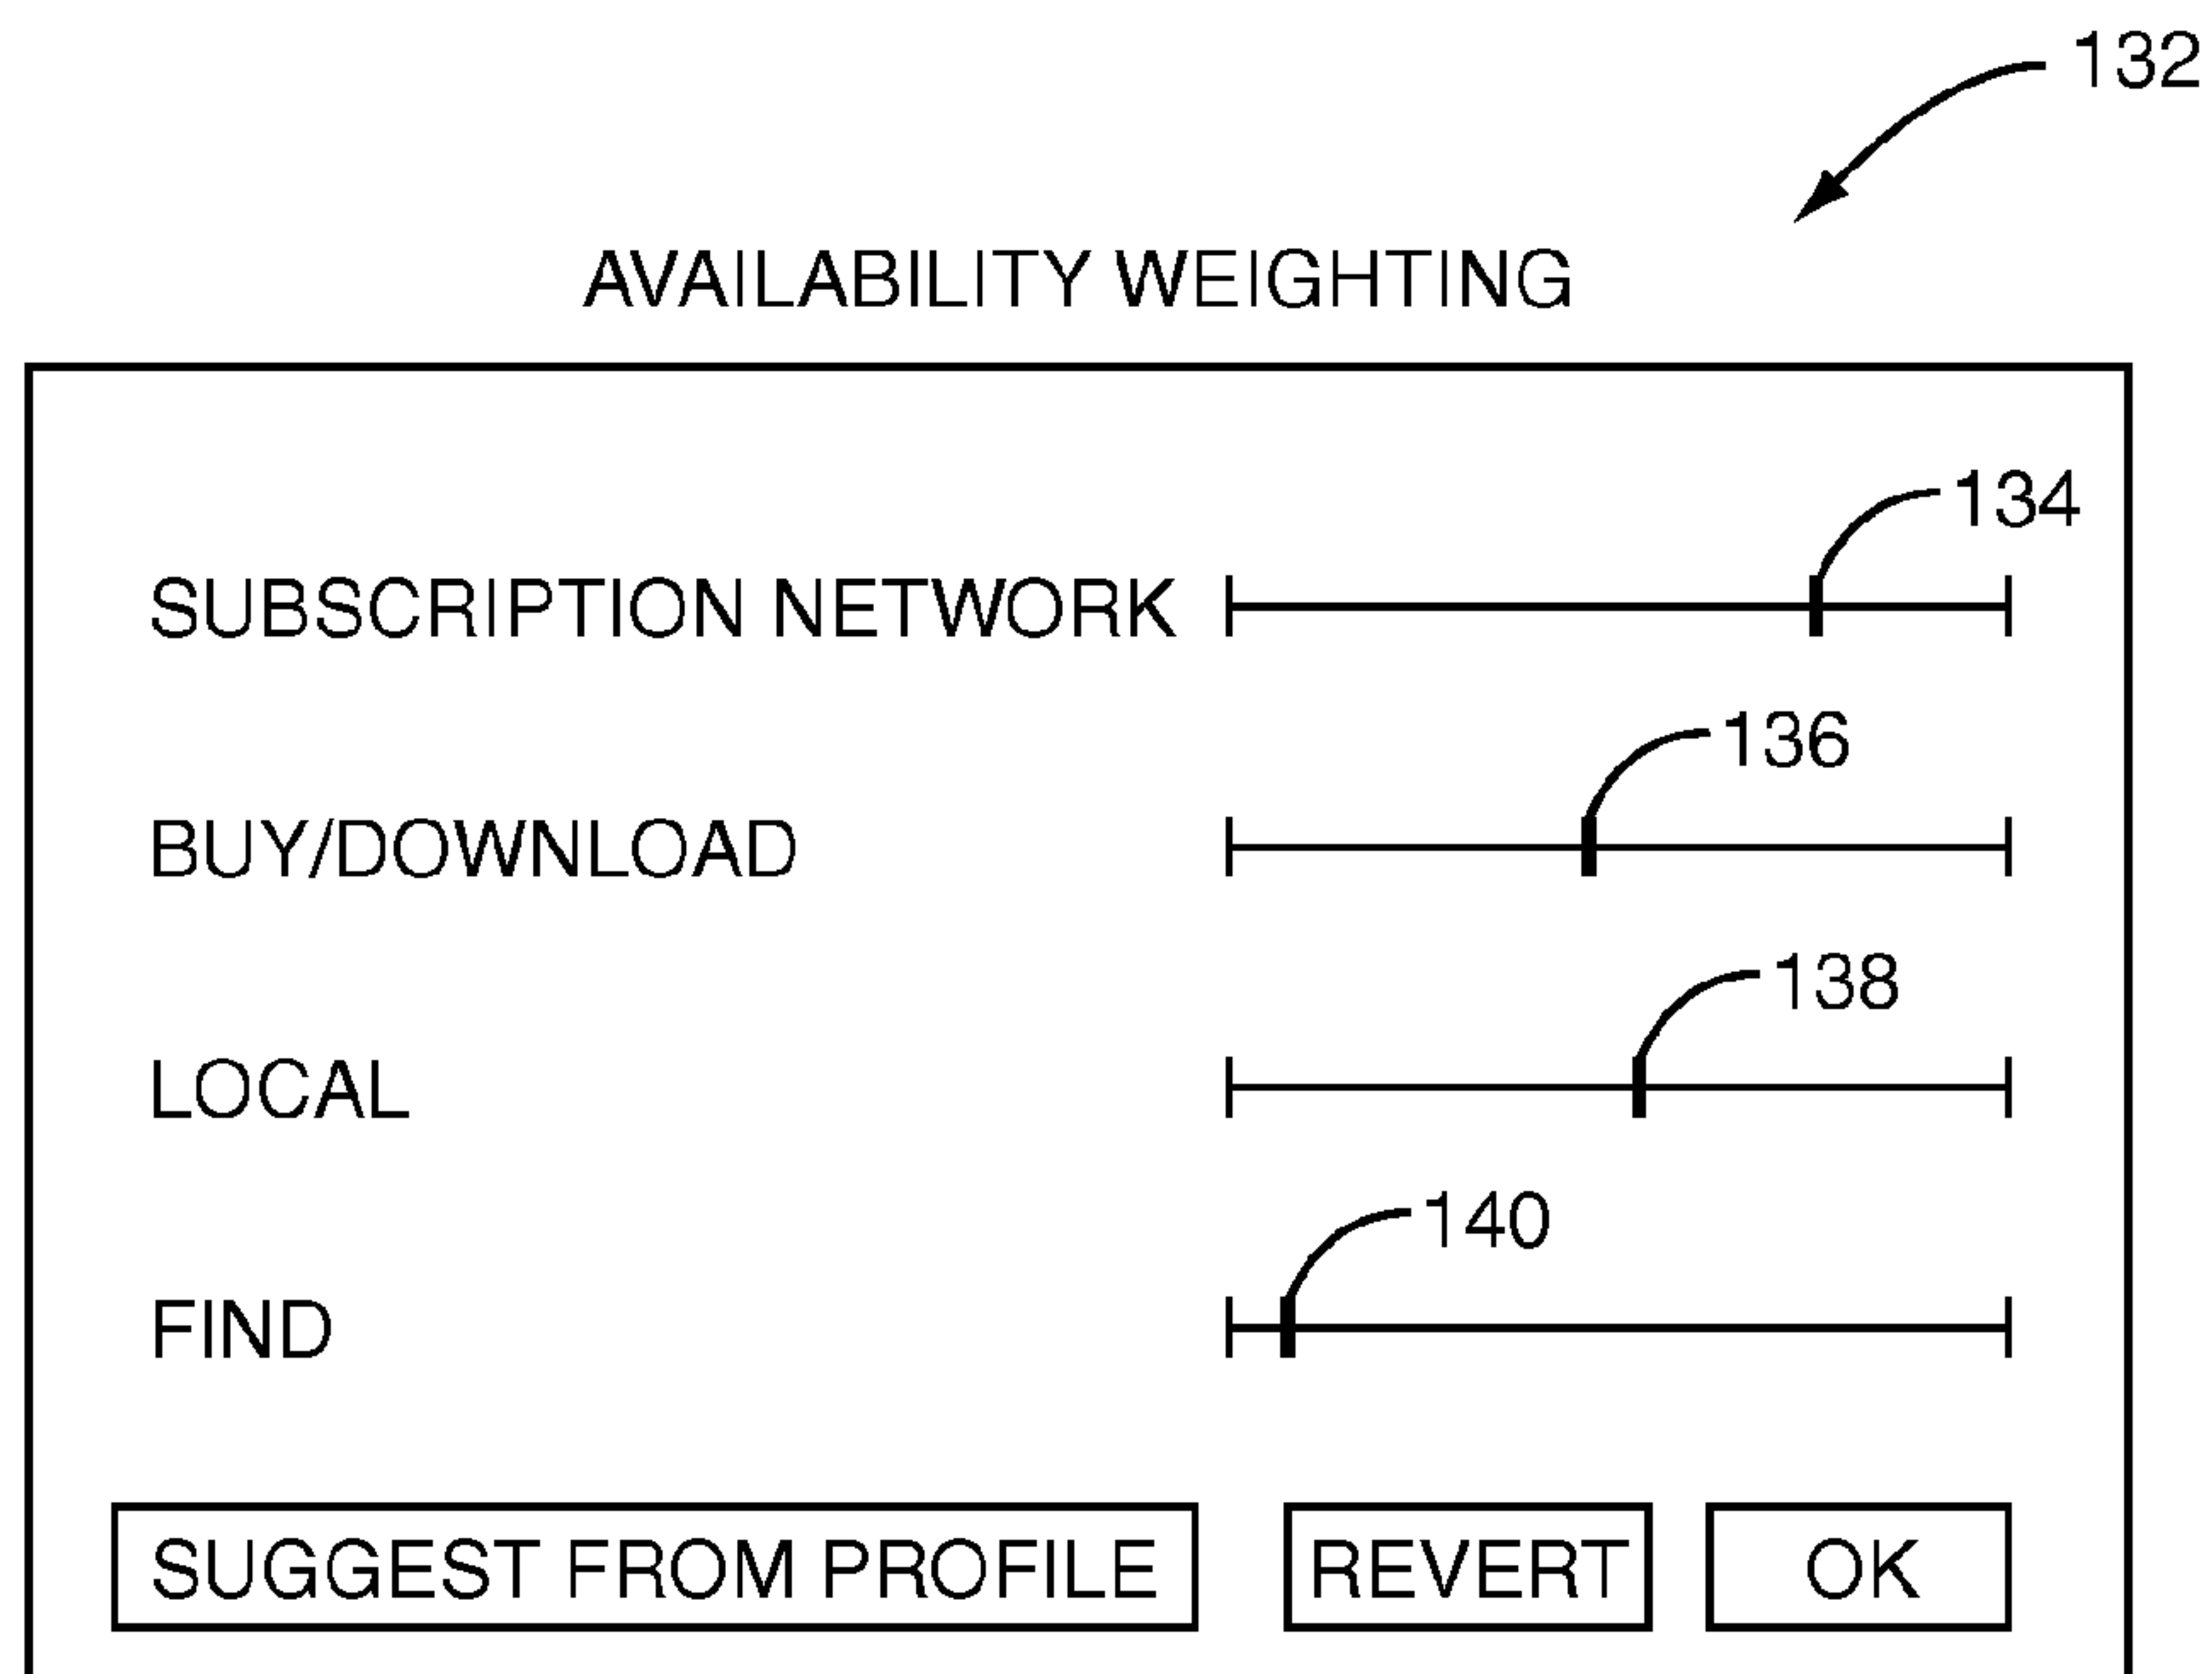 132
AVAILABILITY WEIGHTING
134
SUBSCRIPTION NETWORK
136
BUY/DOWNLOAD
138
LOCAL
140
FIND
SUGGEST FROM PROFILE REVERT OK